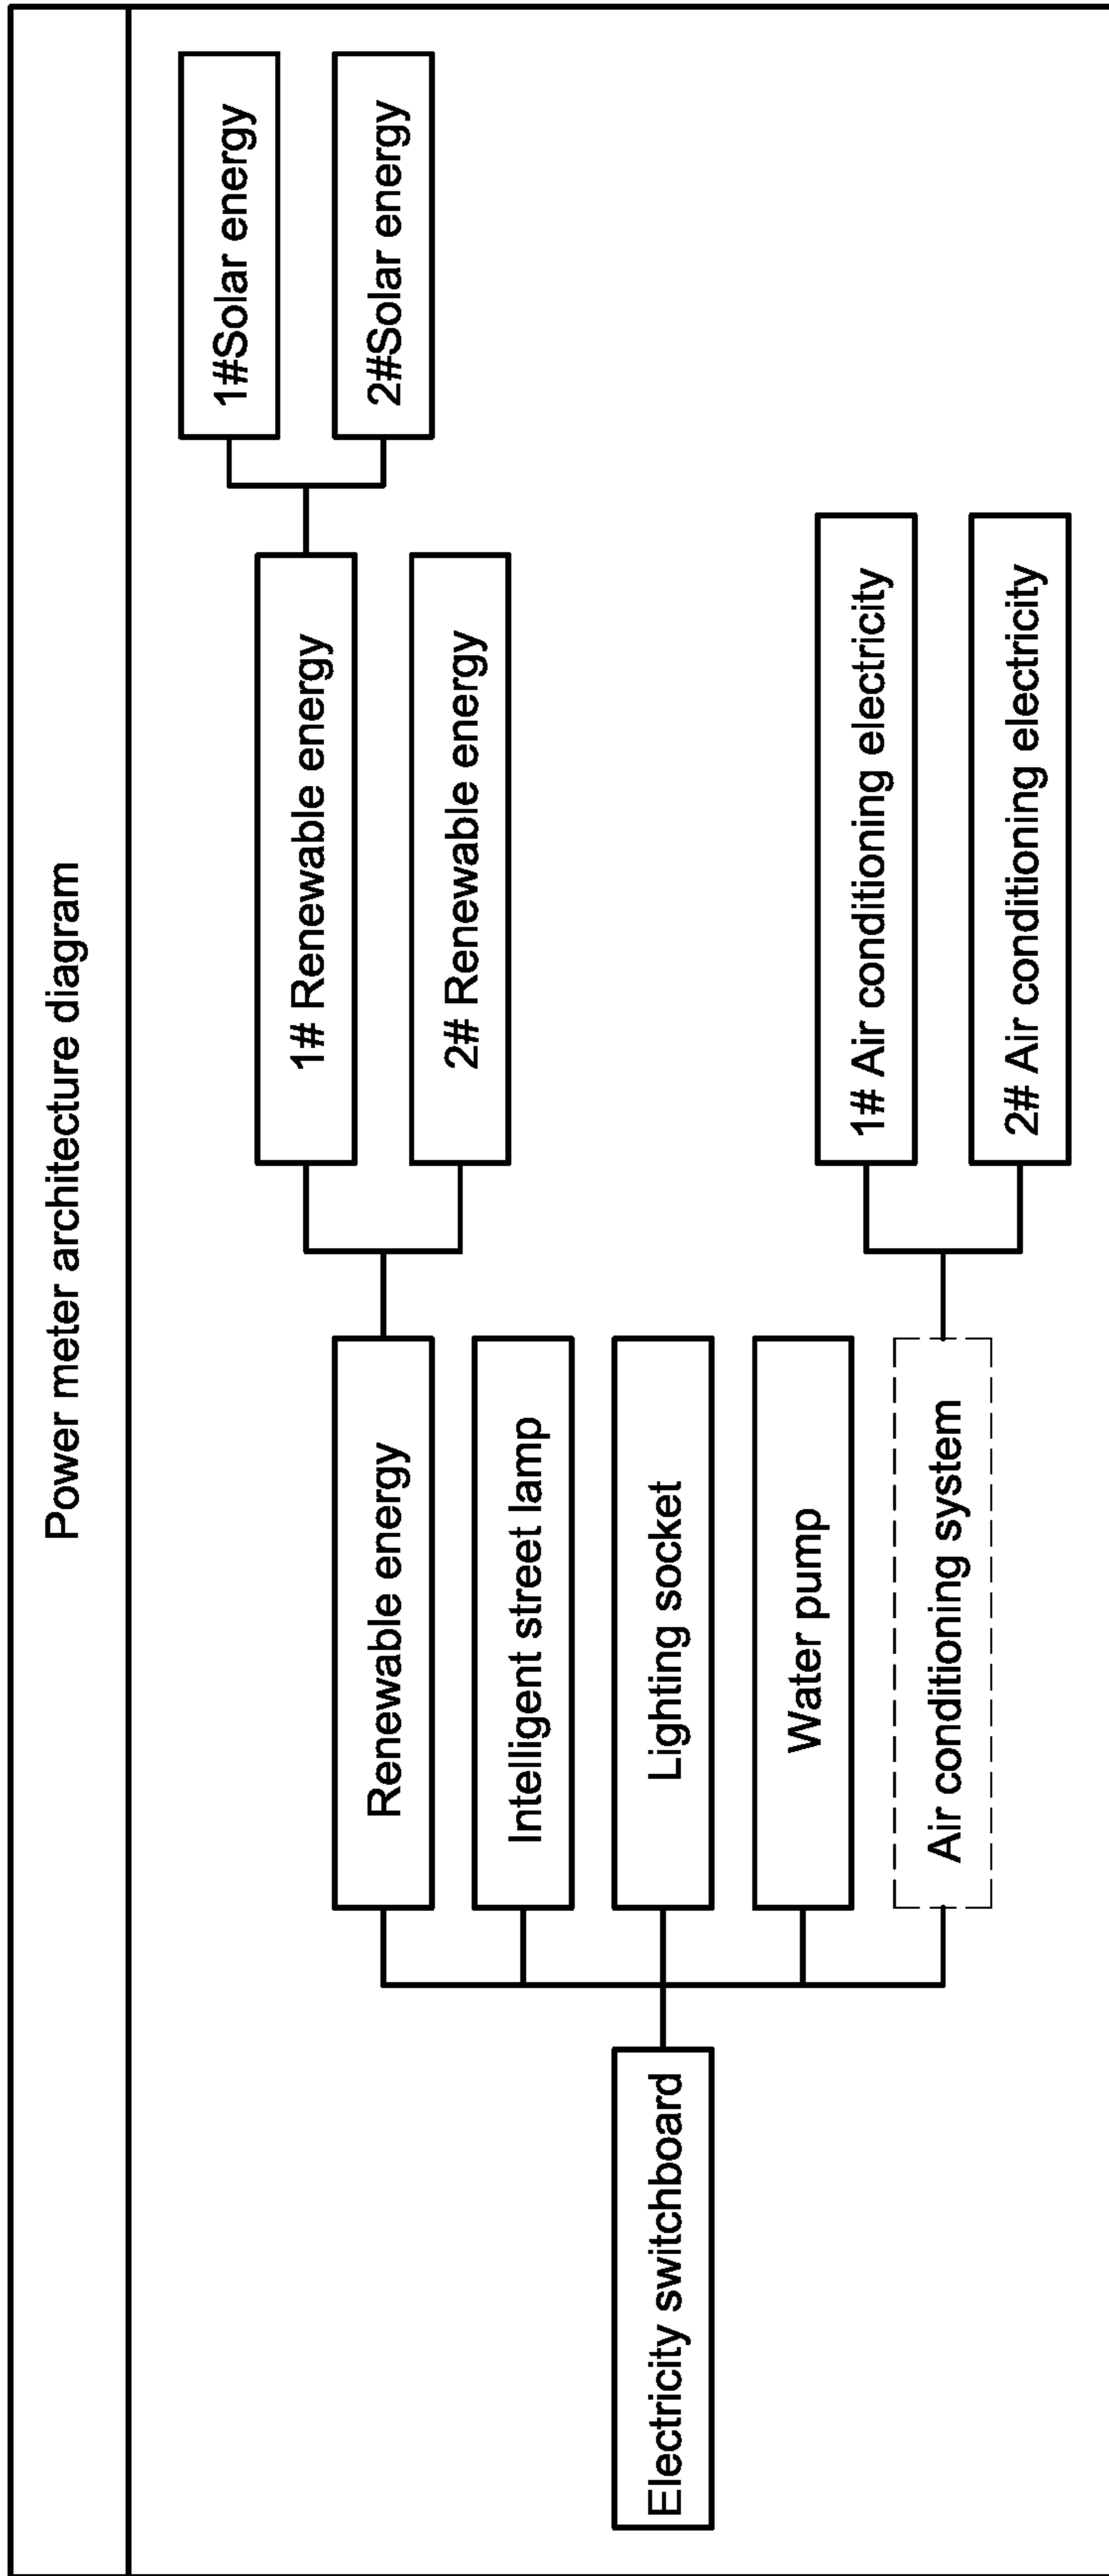 Power meter architecture diagram
Electricity switchboard
Renewable energy
Intelligent street lamp
Lighting socket
Water pump
Air conditioning system
1# Renewable energy
2# Renewable energy
1# Air conditioning electricity
2# Air conditioning electricity
1#Solar energy
2#Solar energy